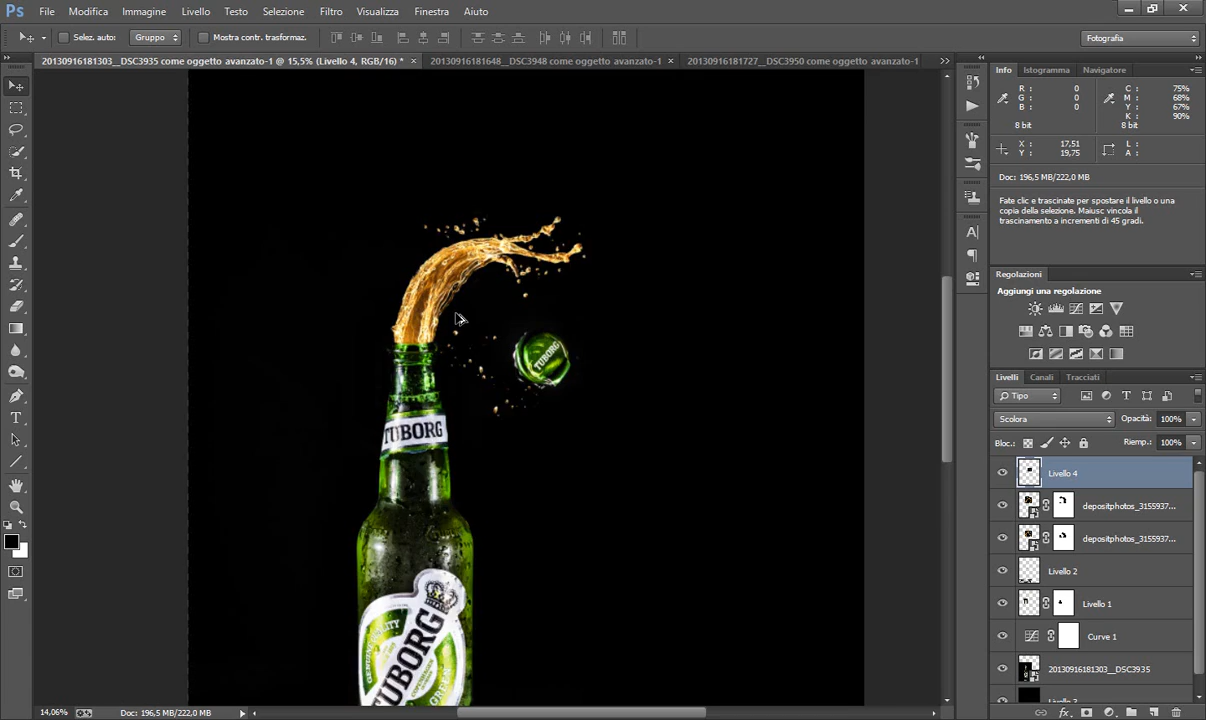 Ps File Modifica Immagine Livello Testo Selezione Filtro Visualizza Finestra Aiuto
Selez. auto: Gruppo Mostra contr. trasformaz. Fotografia
20130916181303__DSC3935 come oggetto avanzato-1 @ 15,5% (Livello 4, RGB/16) * × 20130916181648__DSC3948 come oggetto avanzato-1 × 20130916181727__DSC3950 come oggetto avanzato-1
Info Istogramma Navigatore
R : 0 C : 75%
G : 0 M : 68%
B : 0 Y : 67%
K : 90%
8 bit 8 bit
X : 17,51 L :
Y : 19,75 A :
Doc: 196,5 MB/222,0 MB
Fate clic e trascinate per spostare il livello o una
copia della selezione. Maiusc vincola il
trascinamento a incrementi di 45 gradi.
Regolazioni
Aggiungi una regolazione
Livelli Canali Tracciati
Tipo
Scolora Opacità: 100%
Bloc.: Riemp.: 100%
Livello 4
depositphotos_3155937...
depositphotos_3155937...
Livello 2
Livello 1
Curve 1
20130916181303__DSC3935
TUBORG
TUBORG
GENUINE QUALITY
TUBORG
GREEN
14,06% Doc: 196,5 MB/222,0 MB